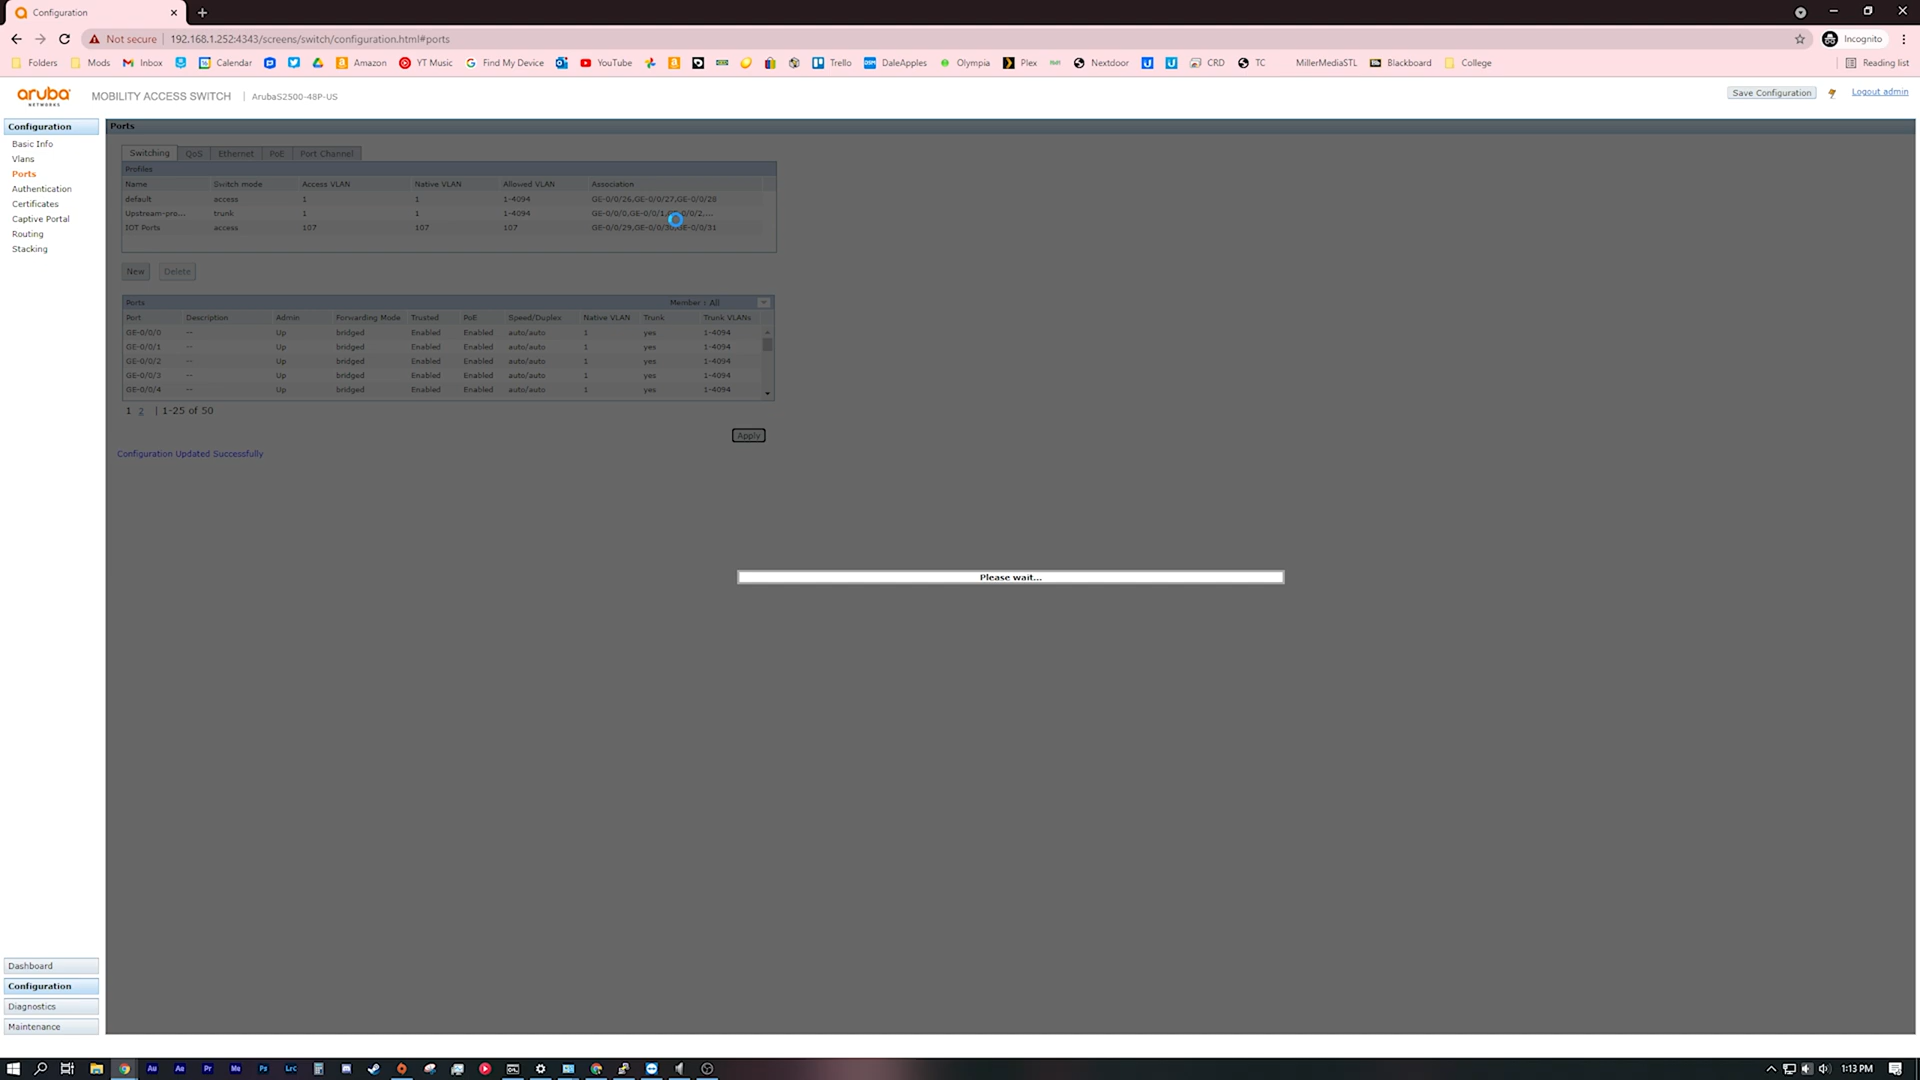 Configuration
Not secure | 192.168.1.252:4343/screens/switch/configuration.html#ports
Incognito
Folders Mods Inbox Calendar Amazon YT Music Find My Device YouTube Trello DaleApples Olympia Plex Nextdoor CRD TC MillerMediaSTL Blackboard College Reading list
aruba NETWORKS MOBILITY ACCESS SWITCH | ArubaS2500-48P-US Save Configuration Logout admin
Configuration
Basic Info
Vlans
Ports
Authentication
Certificates
Captive Portal
Routing
Stacking
Ports
Switching QoS Ethernet PoE Port Channel
Profiles
Name Switch mode Access VLAN Native VLAN Allowed VLAN Association
default access 1 1 1-4094 GE-0/0/26,GE-0/0/27,GE-0/0/28
Upstream-pro... trunk 1 1 1-4094 GE-0/0/0,GE-0/0/1,GE-0/0/2,...
IOT Ports access 107 107 107 GE-0/0/29,GE-0/0/30,GE-0/0/31
New Delete
Ports Member : All
Port Description Admin Forwarding Mode Trusted PoE Speed/Duplex Native VLAN Trunk Trunk VLANs
GE-0/0/0 -- Up bridged Enabled Enabled auto/auto 1 yes 1-4094
GE-0/0/1 -- Up bridged Enabled Enabled auto/auto 1 yes 1-4094
GE-0/0/2 -- Up bridged Enabled Enabled auto/auto 1 yes 1-4094
GE-0/0/3 -- Up bridged Enabled Enabled auto/auto 1 yes 1-4094
GE-0/0/4 -- Up bridged Enabled Enabled auto/auto 1 yes 1-4094
1 2 | 1-25 of 50
Apply
Configuration Updated Successfully
Please wait...
Dashboard
Configuration
Diagnostics
Maintenance
Au Ae Pr Me Ps Lrc 1:13 PM